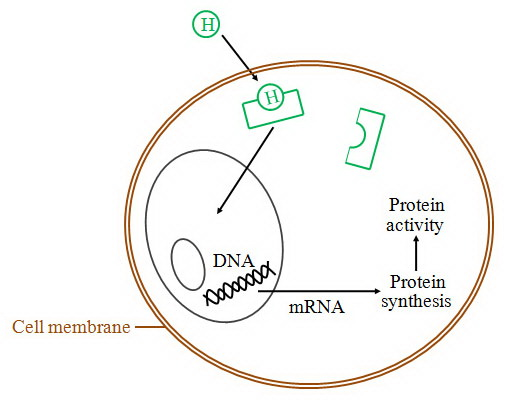 H
H
Protein
activity
DNA
Protein
synthesis
mRNA
Cell membrane